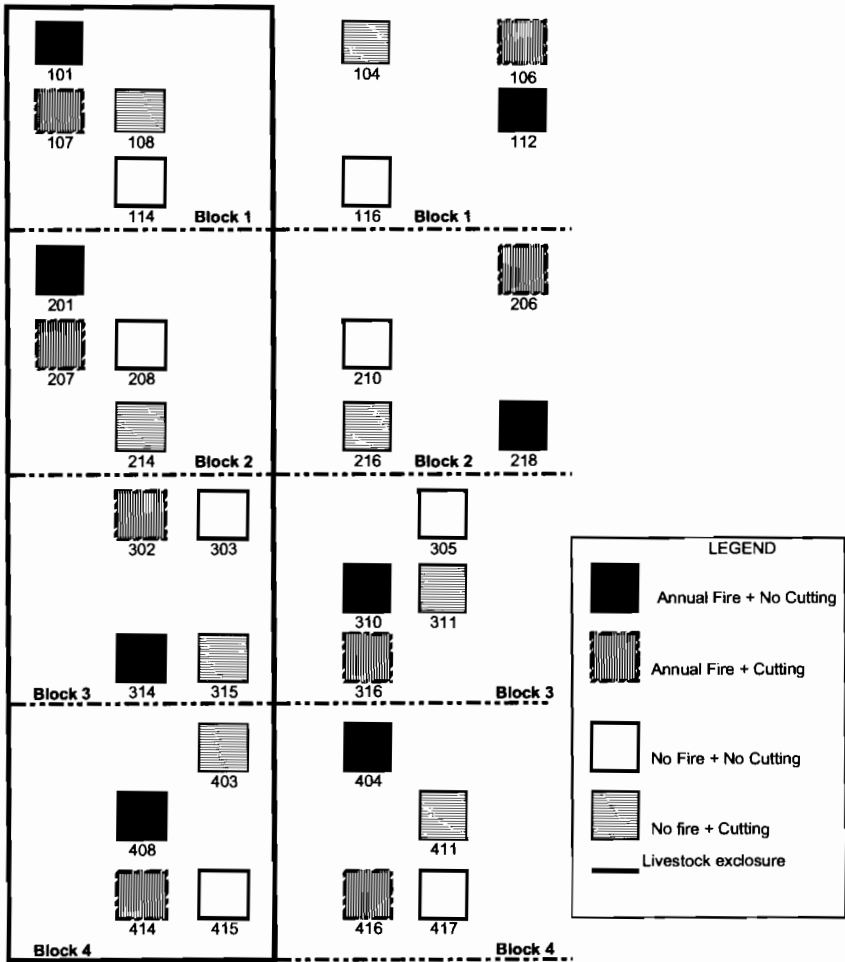 101
104
106
107
108
112
114
Block 1
116
Block 1
201
206
207
208
210
214
Block 2
216
Block 2
218
302
303
305
310
311
314
315
316
Block 3
Block 3
403
404
408
411
414
415
416
417
Block 4
Block 4
LEGEND
Annual Fire + No Cutting
Annual Fire + Cutting
No Fire + No Cutting
No fire + Cutting
Livestock exclosure